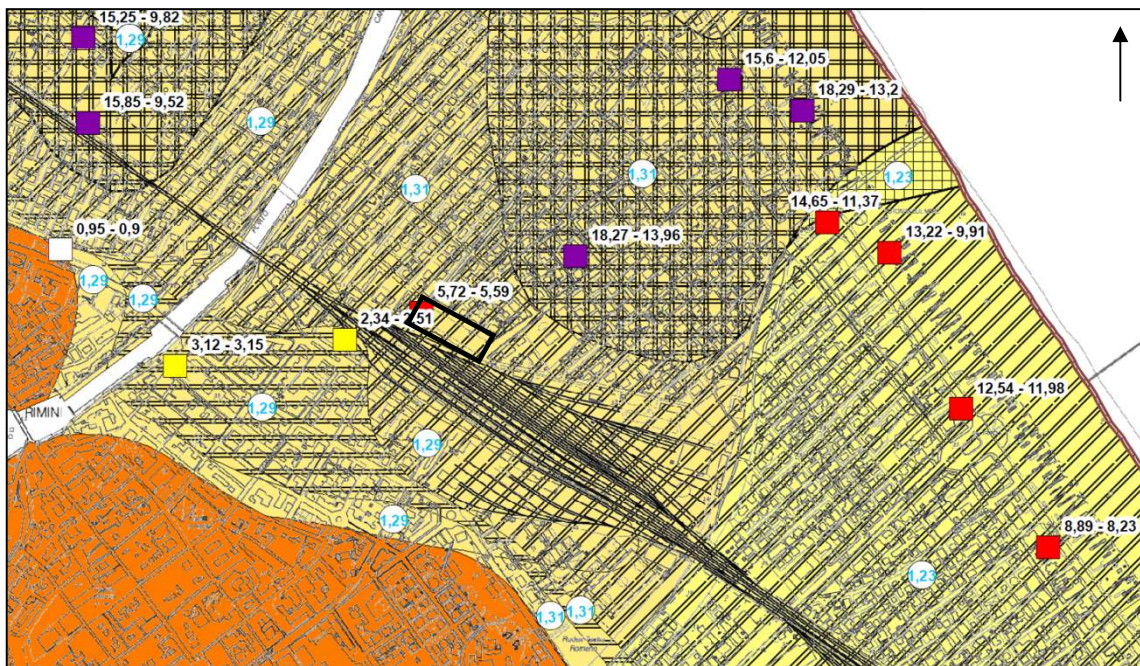 15,25 - 9,82
1,29
15,6 - 12,05
15,85 - 9,52
18,29 - 13,2
1,29
1,31
1,31
1,23
14,65 - 11,37
0,95 - 0,9
18,27 - 13,96
13,22 - 9,91
PORTO
1,29
1,29
5,72 - 5,59
2,34 - 2,51
3,12 - 3,15
12,54 - 11,98
RIMINI
1,29
1,29
1,29
8,89 - 8,23
1,23
1,31
1,31
Romano